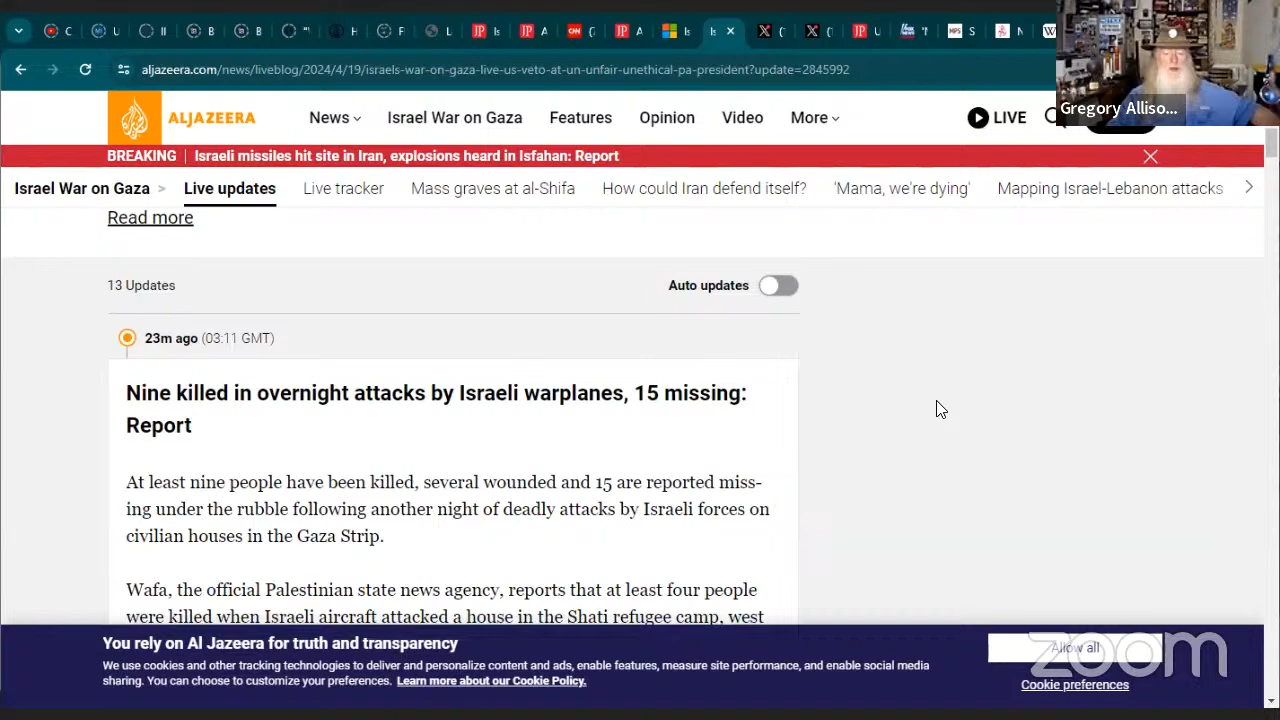 C
U
II
B
B
"
H
F
L
Is
A
(
A
Is
Is
(
(
U
"
S
N
aljazeera.com/news/liveblog/2024/4/19/israels-war-on-gaza-live-us-veto-at-un-unfair-unethical-pa-president?update=2845992
Gregory Alliso...
ALJAZEERA
News
Israel War on Gaza
Features
Opinion
Video
More
LIVE
BREAKING
Israeli missiles hit site in Iran, explosions heard in Isfahan: Report
Israel War on Gaza >
Live updates
Live tracker
Mass graves at al-Shifa
How could Iran defend itself?
'Mama, we're dying'
Mapping Israel-Lebanon attacks
Read more
13 Updates
Auto updates
23m ago (03:11 GMT)
Nine killed in overnight attacks by Israeli warplanes, 15 missing:
Report
At least nine people have been killed, several wounded and 15 are reported miss-
ing under the rubble following another night of deadly attacks by Israeli forces on
civilian houses in the Gaza Strip.
Wafa, the official Palestinian state news agency, reports that at least four people
were killed when Israeli aircraft attacked a house in the Shati refugee camp, west
You rely on Al Jazeera for truth and transparency
We use cookies and other tracking technologies to deliver and personalize content and ads, enable features, measure site performance, and enable social media
sharing. You can choose to customize your preferences. Learn more about our Cookie Policy.
Allow all
Cookie preferences
zoom